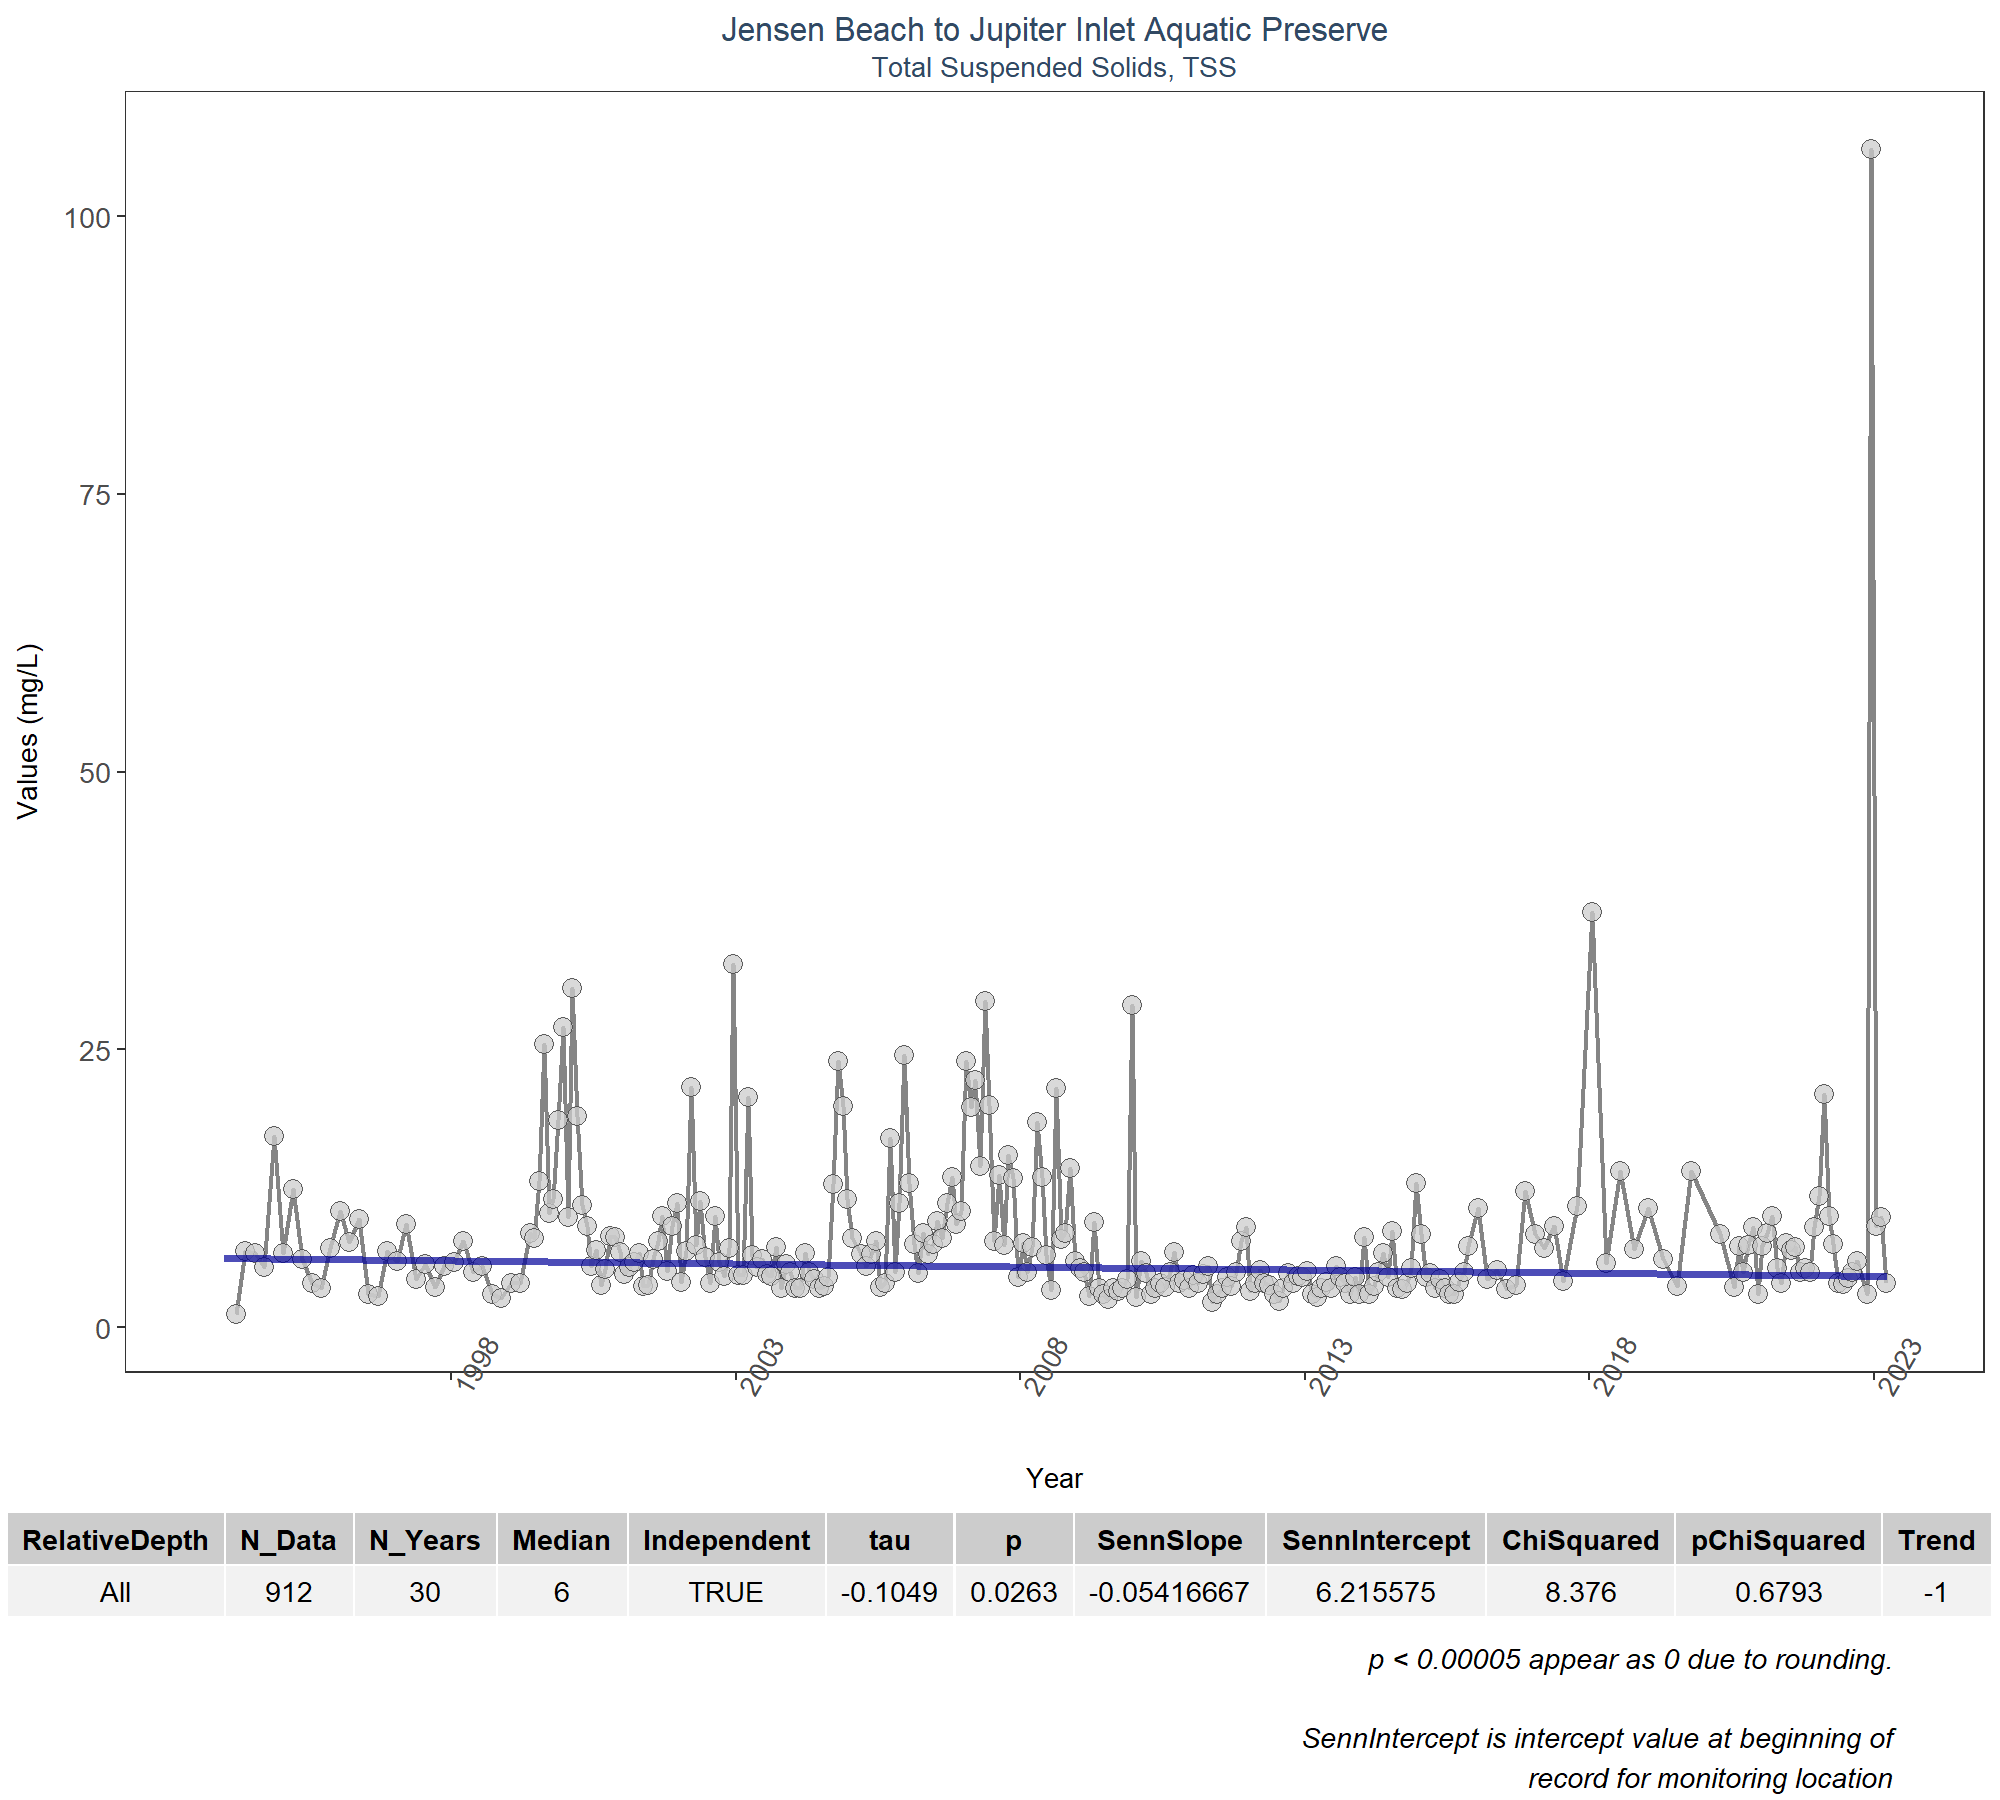 Jensen Beach to Jupiter Inlet Aquatic Preserve
Total Suspended Solids, TSS
Values (mg/L)
100
75
50
25
0
1998 2003 2008 2013 2018 2023
Year
RelativeDepth N_Data N_Years Median Independent tau p SennSlope SennIntercept ChiSquared pChiSquared Trend
All 912 30 6 TRUE -0.1049 0.0263 -0.05416667 6.215575 8.376 0.6793 -1
p < 0.00005 appear as 0 due to rounding.
SennIntercept is intercept value at beginning of
record for monitoring location